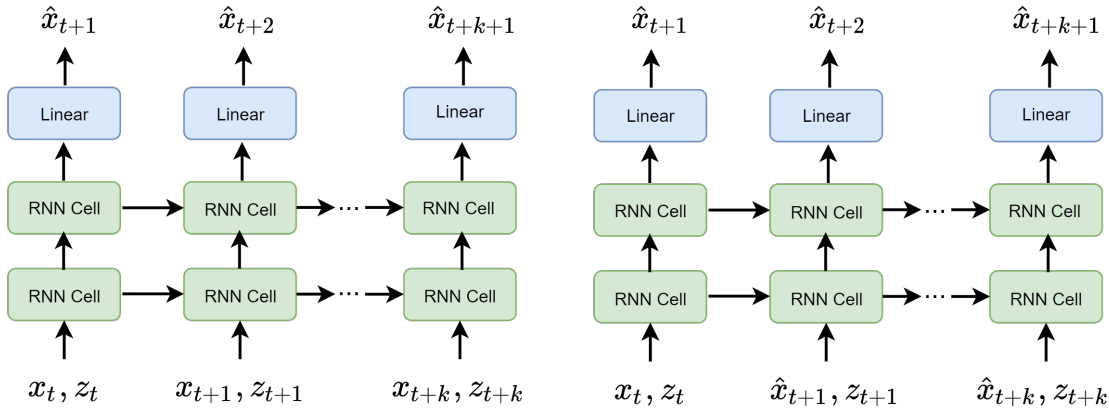 x̂_{t+1} x̂_{t+2} x̂_{t+k+1} x̂_{t+1} x̂_{t+2} x̂_{t+k+1}
Linear Linear Linear Linear Linear Linear
RNN Cell RNN Cell ... RNN Cell RNN Cell RNN Cell ... RNN Cell
RNN Cell RNN Cell ... RNN Cell RNN Cell RNN Cell ... RNN Cell
x_t, z_t x_{t+1}, z_{t+1} x_{t+k}, z_{t+k} x_t, z_t x̂_{t+1}, z_{t+1} x̂_{t+k}, z_{t+k}